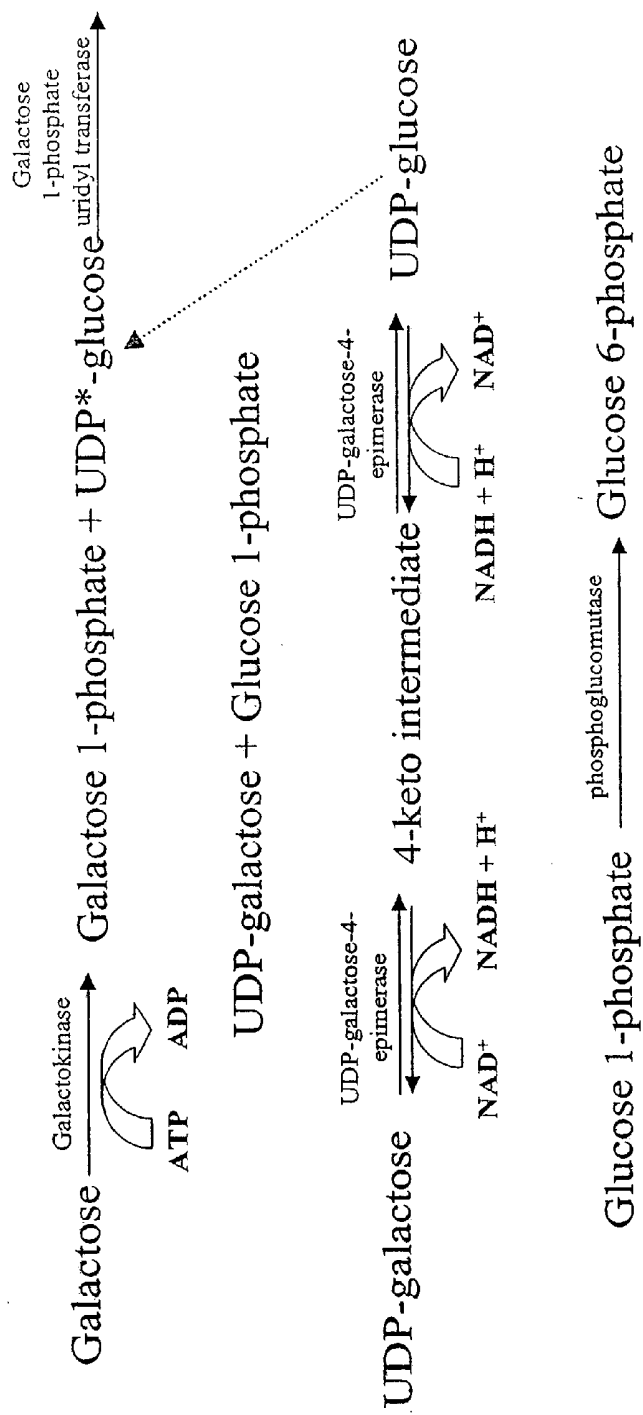 Galactose
Galactokinase
ATP
ADP
Galactose 1-phosphate + UDP*-glucose
Galactose
1-phosphate
uridyl transferase
UDP-galactose + Glucose 1-phosphate
UDP-galactose
UDP-galactose-4-
epimerase
NAD+
NADH + H+
4-keto intermediate
UDP-galactose-4-
epimerase
NADH + H+
NAD+
UDP-glucose
Glucose 1-phosphate
phosphoglucomutase
Glucose 6-phosphate